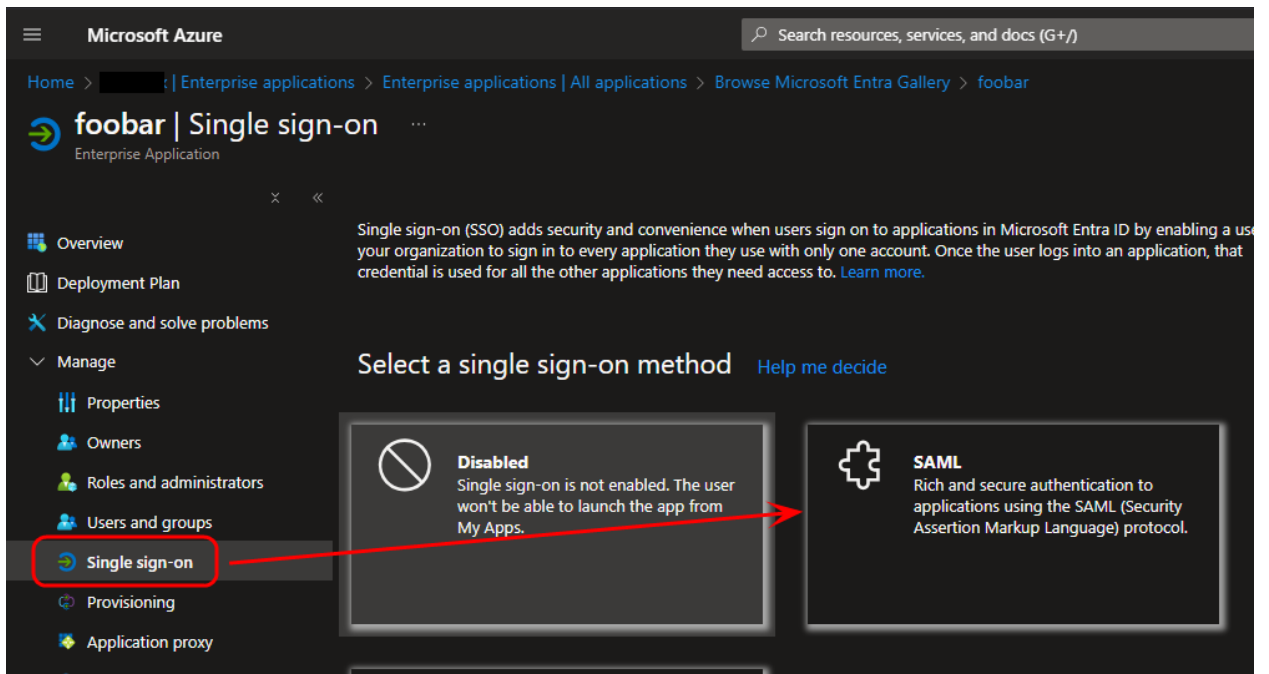 Microsoft Azure
Search resources, services, and docs (G+/)
Home > | Enterprise applications > Enterprise applications | All applications > Browse Microsoft Entra Gallery > foobar
foobar | Single sign-on ...
Enterprise Application
Single sign-on (SSO) adds security and convenience when users sign on to applications in Microsoft Entra ID by enabling a
your organization to sign in to every application they use with only one account. Once the user logs into an application, that
credential is used for all the other applications they need access to. Learn more.
Overview
Deployment Plan
Diagnose and solve problems
Manage
Properties
Owners
Roles and administrators
Users and groups
Single sign-on
Provisioning
Application proxy
Select a single sign-on method Help me decide
Disabled
Single sign-on is not enabled. The user
won't be able to launch the app from
My Apps.
SAML
Rich and secure authentication to
applications using the SAML (Security
Assertion Markup Language) protocol.